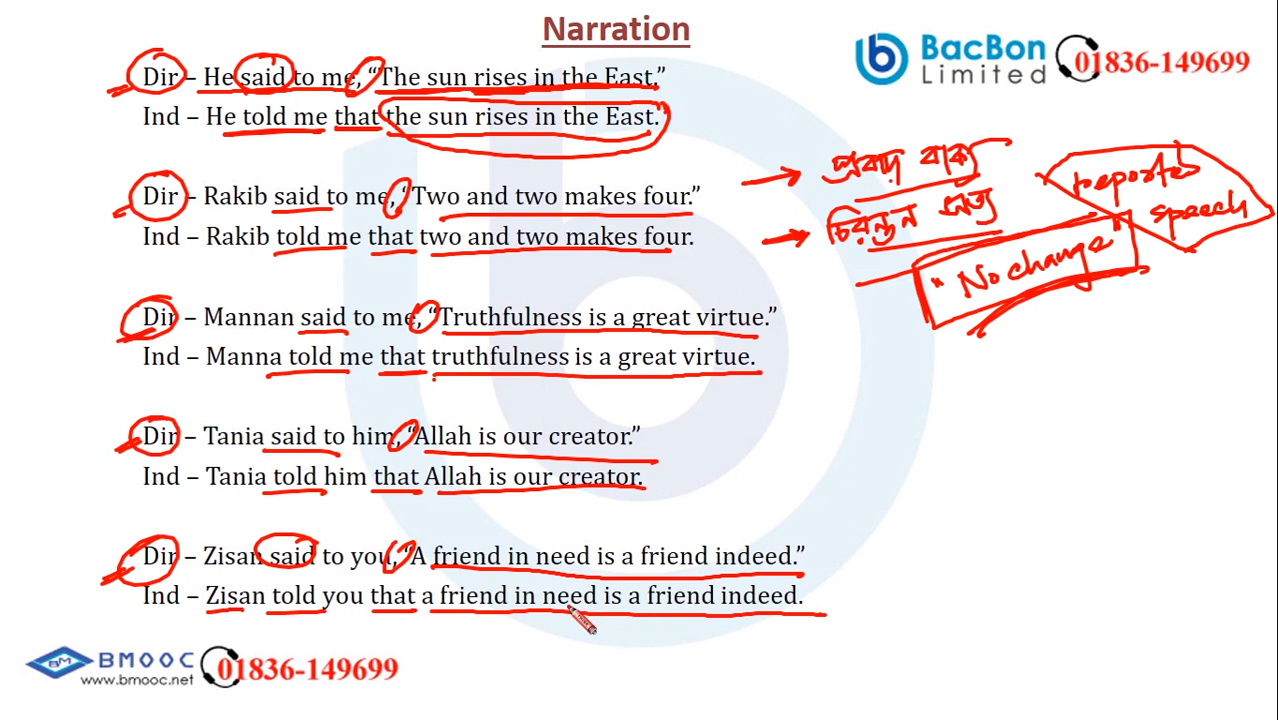 Narration
BacBon
Limited
01836-149699
Dir – He said to me, “The sun rises in the East.”
Ind – He told me that the sun rises in the East.”
Dir – Rakib said to me, “Two and two makes four.”
Ind – Rakib told me that two and two makes four.
Dir – Mannan said to me, “Truthfulness is a great virtue.”
Ind – Manna told me that truthfulness is a great virtue.
Dir – Tania said to him, “Allah is our creator.”
Ind – Tania told him that Allah is our creator.
Dir – Zisan said to you, “A friend in need is a friend indeed.”
Ind – Zisan told you that a friend in need is a friend indeed.
প্রবাদ বাক্য
চিরন্তন সত্য
"No change"
Reported
speech
BM
BMOOC
www.bmooc.net
01836-149699